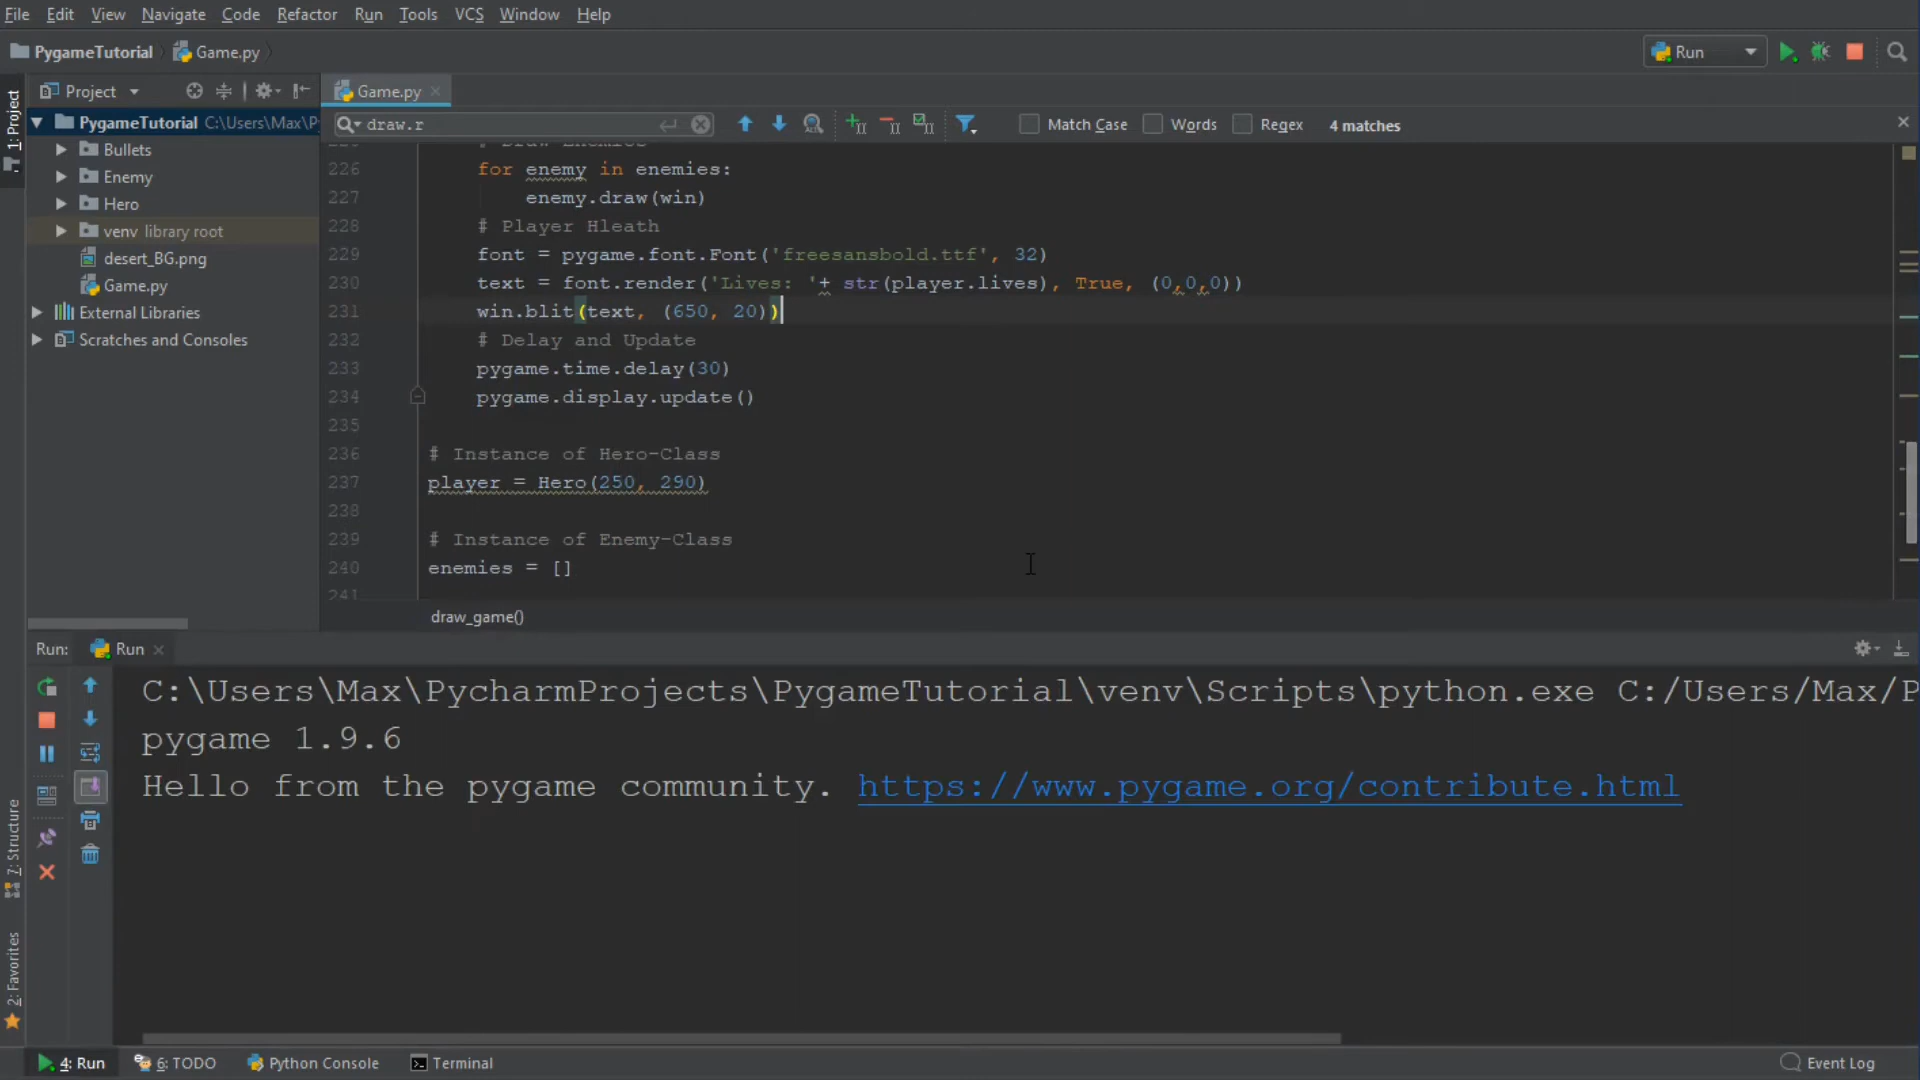 File Edit View Navigate Code Refactor Run Tools VCS Window Help
PygameTutorial Game.py Run
Project Game.py
1: Project
PygameTutorial C:\Users\Max\P
draw.r Match Case Words Regex 4 matches
Bullets
Enemy
Hero
venv library root
desert_BG.png
Game.py
External Libraries
Scratches and Consoles
226 for enemy in enemies:
227 enemy.draw(win)
228 # Player Hleath
229 font = pygame.font.Font('freesansbold.ttf', 32)
230 text = font.render('Lives: '+ str(player.lives), True, (0,0,0))
231 win.blit(text, (650, 20))
232 # Delay and Update
233 pygame.time.delay(30)
234 pygame.display.update()
235
236 # Instance of Hero-Class
237 player = Hero(250, 290)
238
239 # Instance of Enemy-Class
240 enemies = []
241
draw_game()
Run: Run
C:\Users\Max\PycharmProjects\PygameTutorial\venv\Scripts\python.exe C:/Users/Max/P
pygame 1.9.6
Hello from the pygame community. https://www.pygame.org/contribute.html
7: Structure
2: Favorites
4: Run 6: TODO Python Console Terminal Event Log